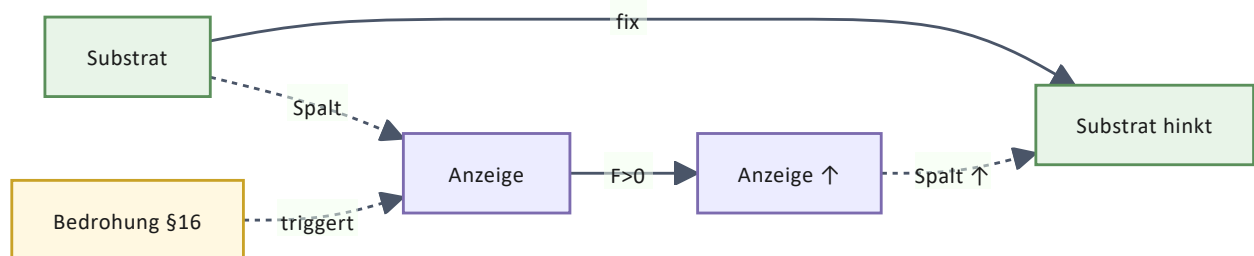 fix
Substrat
Spalt
Substrat hinkt
Anzeige
F>0
Anzeige ↑
Spalt ↑
Bedrohung §16
triggert